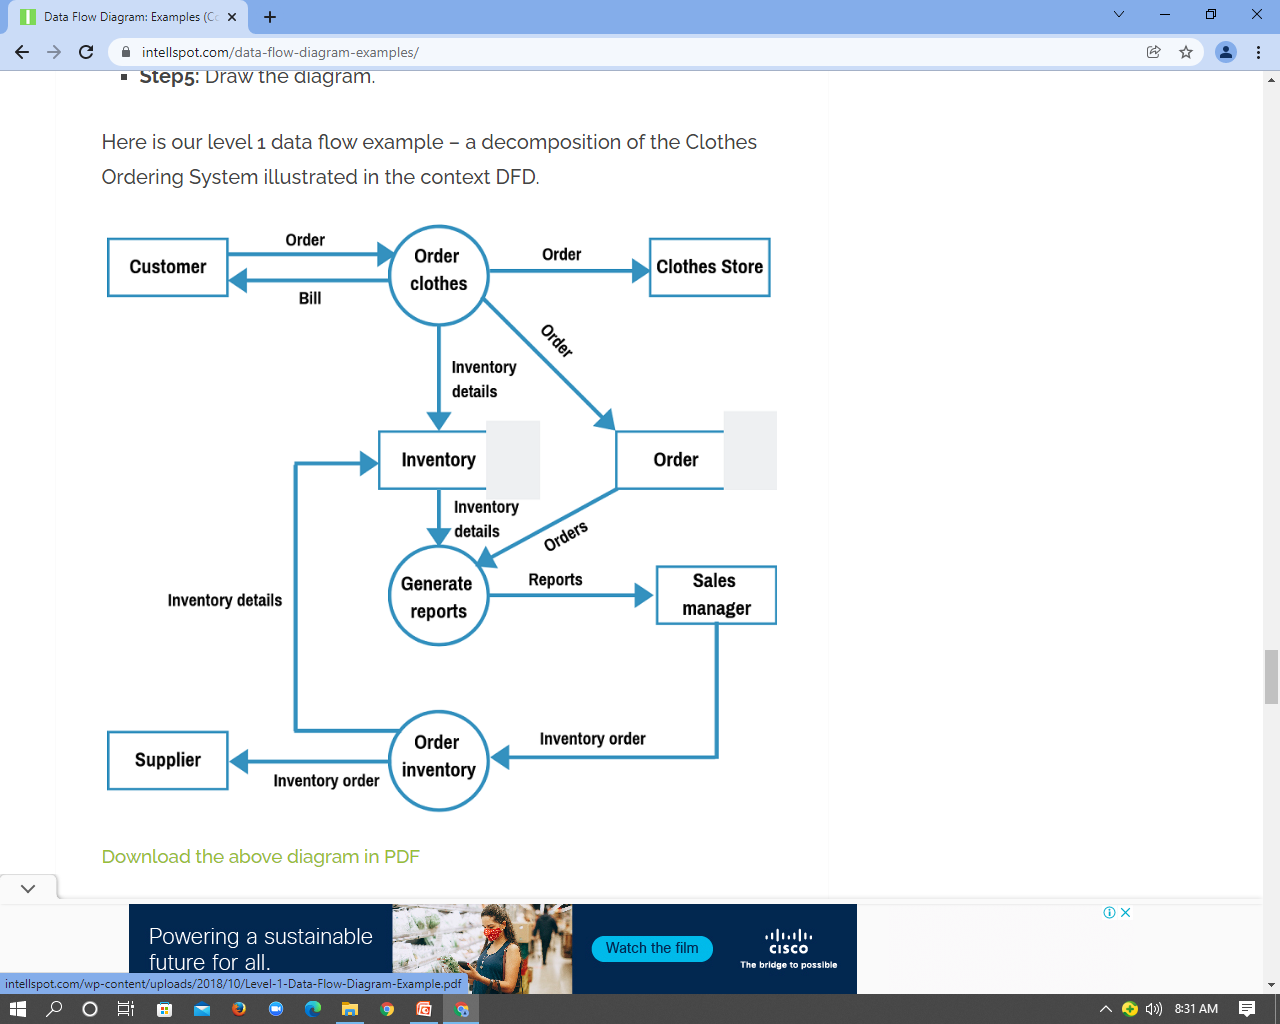 Data Flow Diagram: Examples (Co
intellspot.com/data-flow-diagram-examples/
Step5: Draw the diagram.
Here is our level 1 data flow example – a decomposition of the Clothes
Ordering System illustrated in the context DFD.
Order
Customer
Order
clothes
Order
Clothes Store
Bill
Order
Inventory
details
Inventory
Order
Inventory
details
Orders
Generate
reports
Reports
Sales
manager
Inventory details
Order
inventory
Inventory order
Supplier
Inventory order
Download the above diagram in PDF
Powering a sustainable
future for all.
Watch the film
CISCO
The bridge to possible
intellspot.com/wp-content/uploads/2018/10/Level-1-Data-Flow-Diagram-Example.pdf
8:31 AM